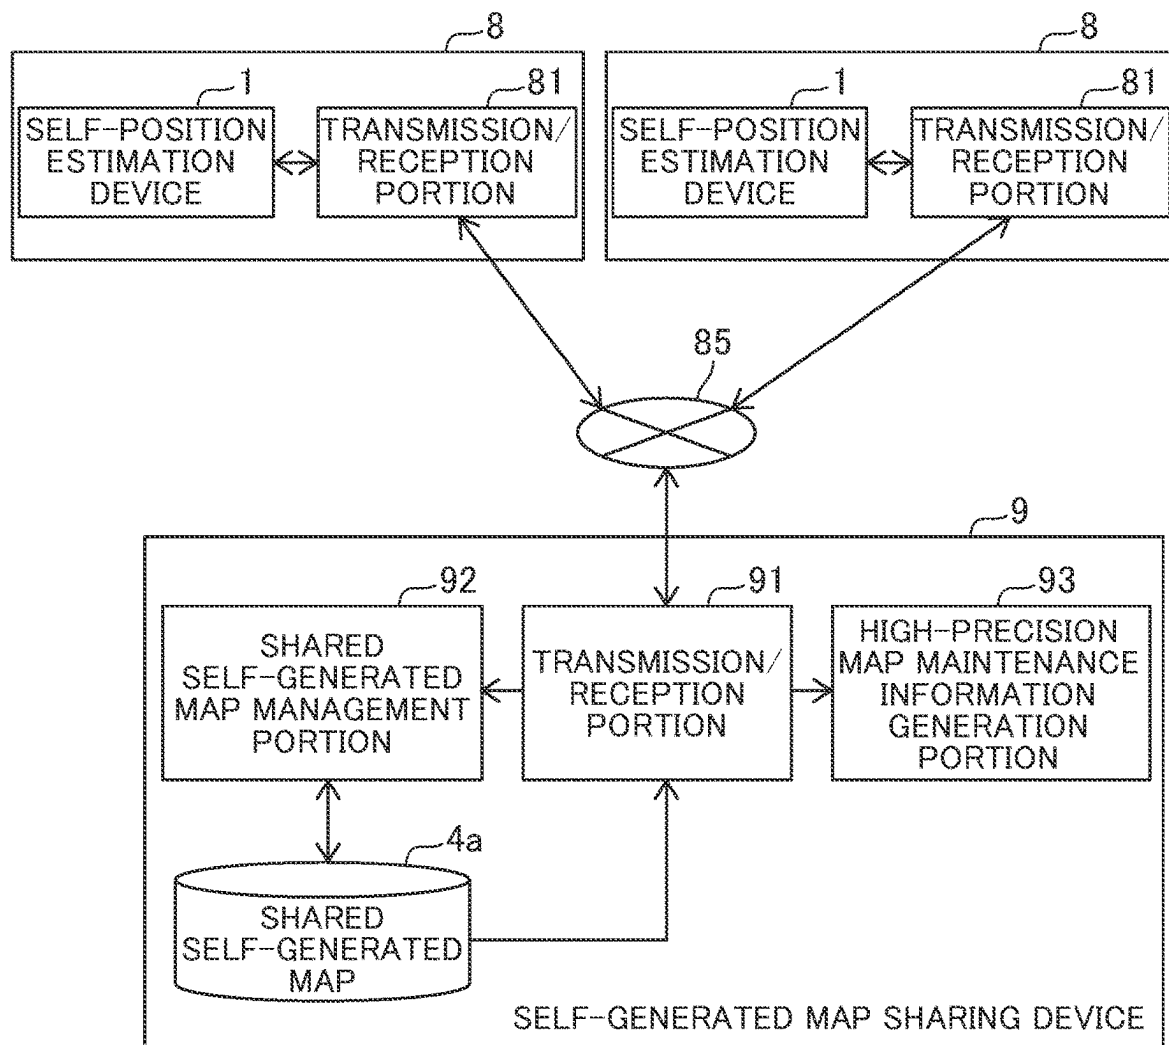 8
8
1
81
1
81
SELF-POSITION
ESTIMATION
DEVICE
TRANSMISSION/
RECEPTION
PORTION
SELF-POSITION
ESTIMATION
DEVICE
TRANSMISSION/
RECEPTION
PORTION
85
9
92
91
93
SHARED
SELF-GENERATED
MAP MANAGEMENT
PORTION
TRANSMISSION/
RECEPTION
PORTION
HIGH-PRECISION
MAP MAINTENANCE
INFORMATION
GENERATION
PORTION
4a
SHARED
SELF-GENERATED
MAP
SELF-GENERATED MAP SHARING DEVICE